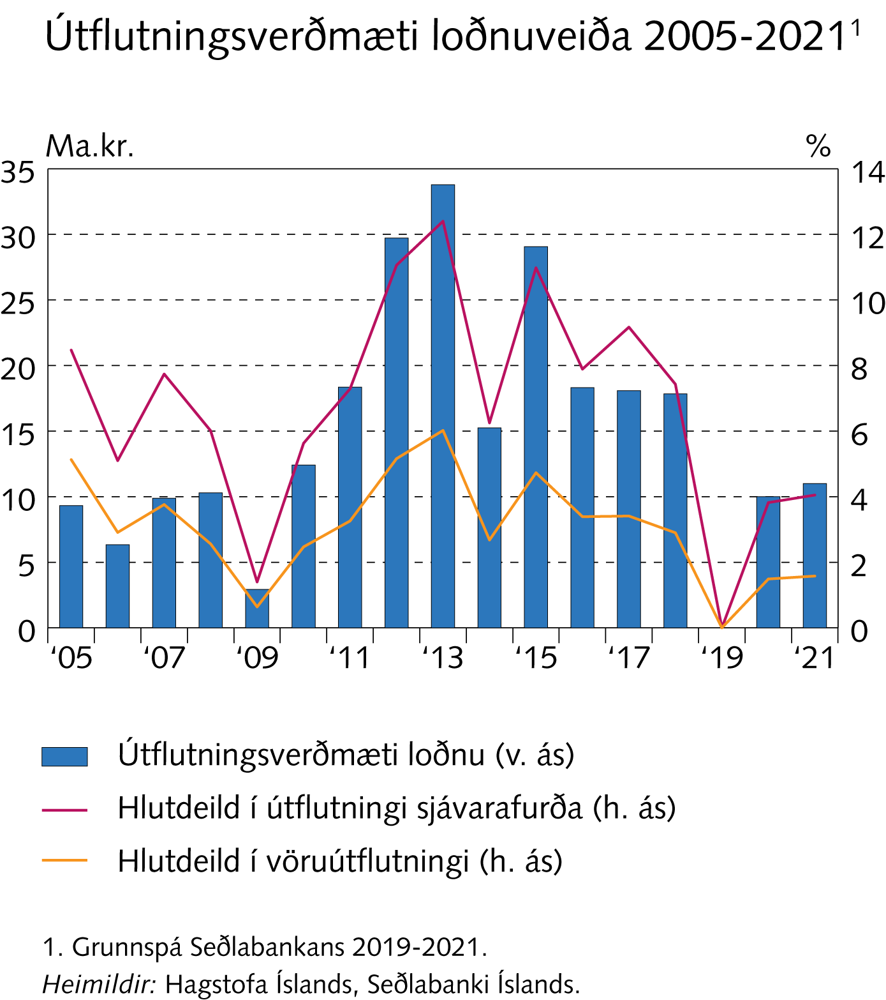 Útflutningsverðmæti loðnuveiða 2005-2021¹
Ma.kr. %
35 14
30 12
25 10
20 8
15 6
10 4
5 2
0 0
‘05 ‘07 ‘09 ‘11 ‘13 ‘15 ‘17 ‘19 ‘21
Útflutningsverðmæti loðnu (v. ás)
Hlutdeild í útflutningi sjávarafurða (h. ás)
Hlutdeild í vöruútflutningi (h. ás)
1. Grunnspá Seðlabankans 2019-2021.
Heimildir: Hagstofa Íslands, Seðlabanki Íslands.